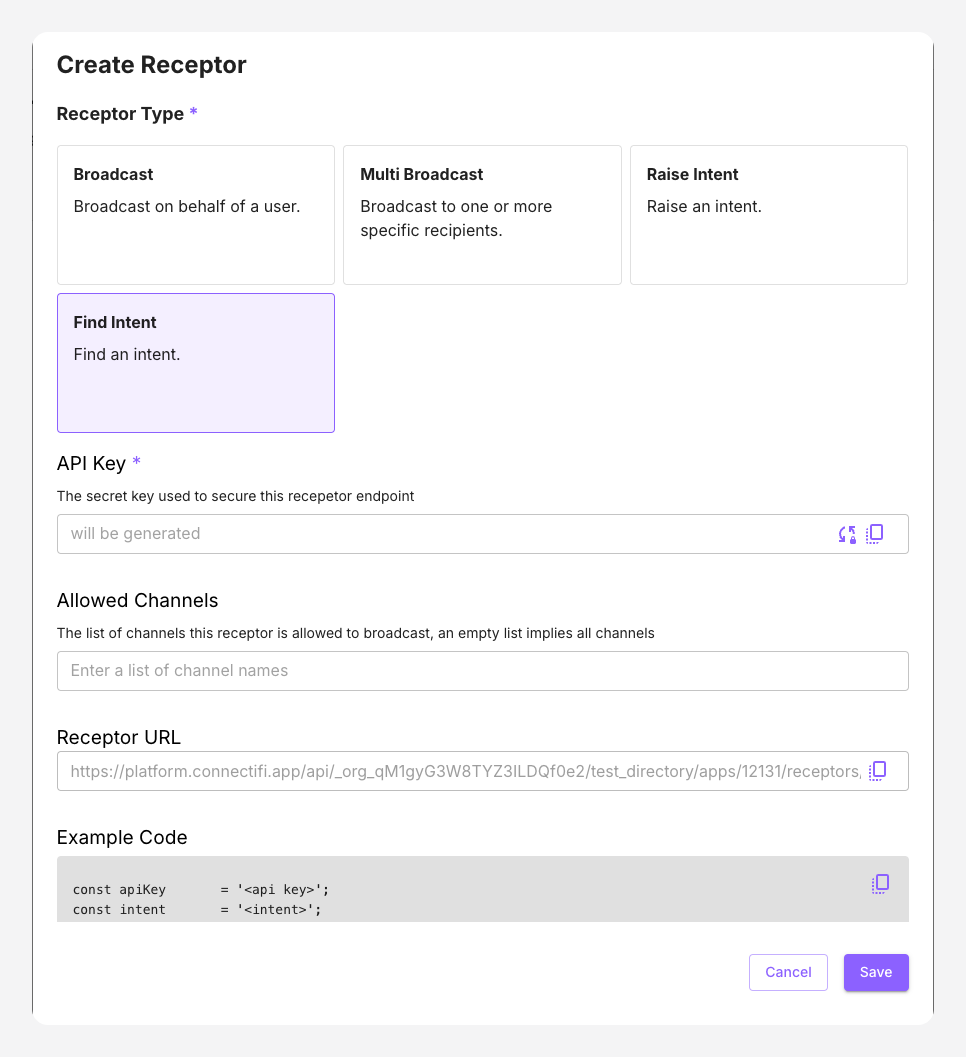 Create Receptor
Receptor Type *
Broadcast
Broadcast on behalf of a user.
Multi Broadcast
Broadcast to one or more
specific recipients.
Raise Intent
Raise an intent.
Find Intent
Find an intent.
API Key *
The secret key used to secure this recepetor endpoint
will be generated
Allowed Channels
The list of channels this receptor is allowed to broadcast, an empty list implies all channels
Enter a list of channel names
Receptor URL
https://platform.connectifi.app/api/_org_qM1gyG3W8TYZ3ILDQf0e2/test_directory/apps/12131/receptors/
Example Code
const apiKey       = '<api key>';
const intent       = '<intent>';
Cancel
Save